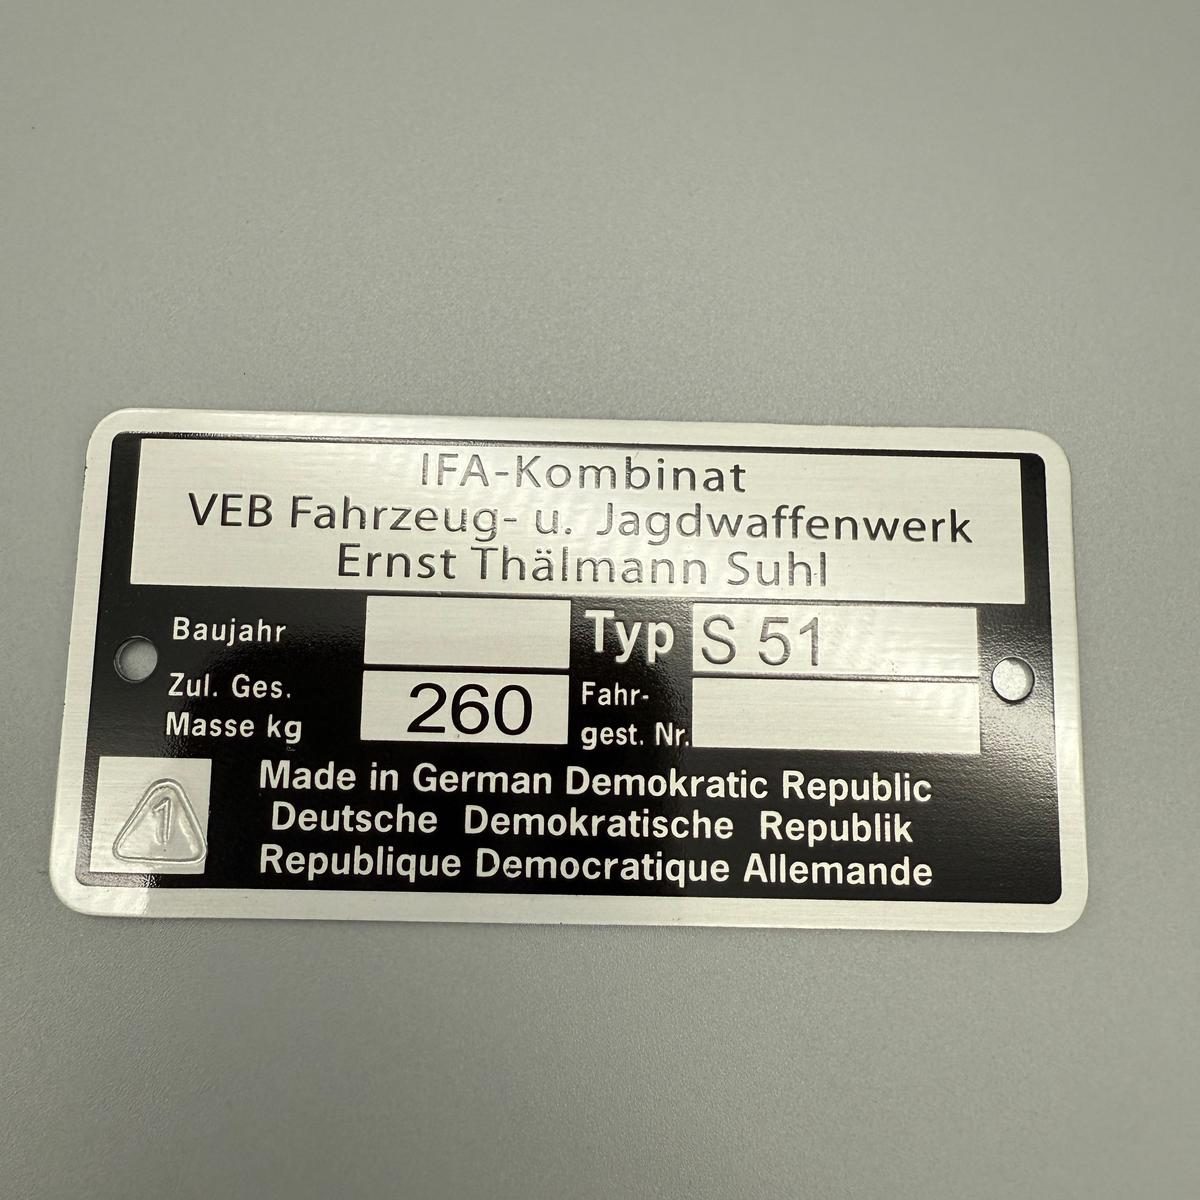 IFA-Kombinat
VEB Fahrzeug- u. Jagdwaffenwerk
Ernst Thälmann Suhl
Baujahr
Typ S 51
Zul. Ges.
Masse kg
260
Fahr-
gest. Nr.
1
Made in German Demokratic Republic
Deutsche Demokratische Republik
Republique Democratique Allemande